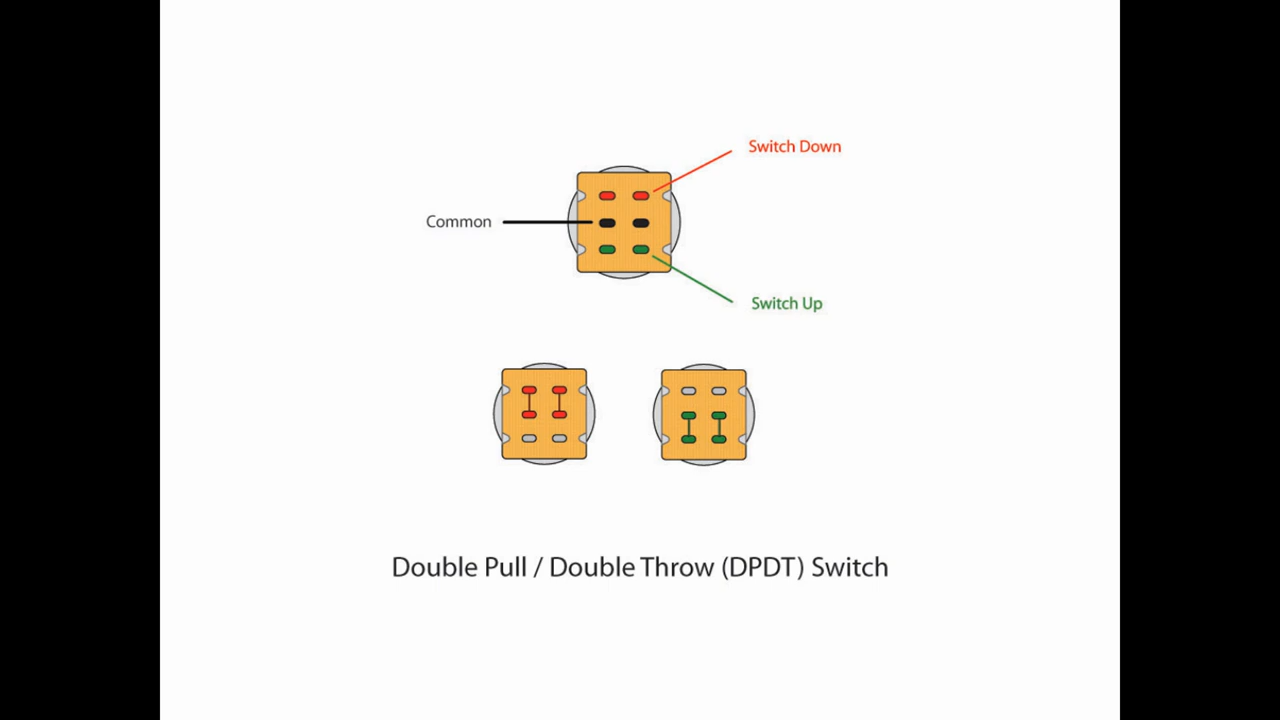 Switch Down
Common
Switch Up
Double Pull / Double Throw (DPDT) Switch